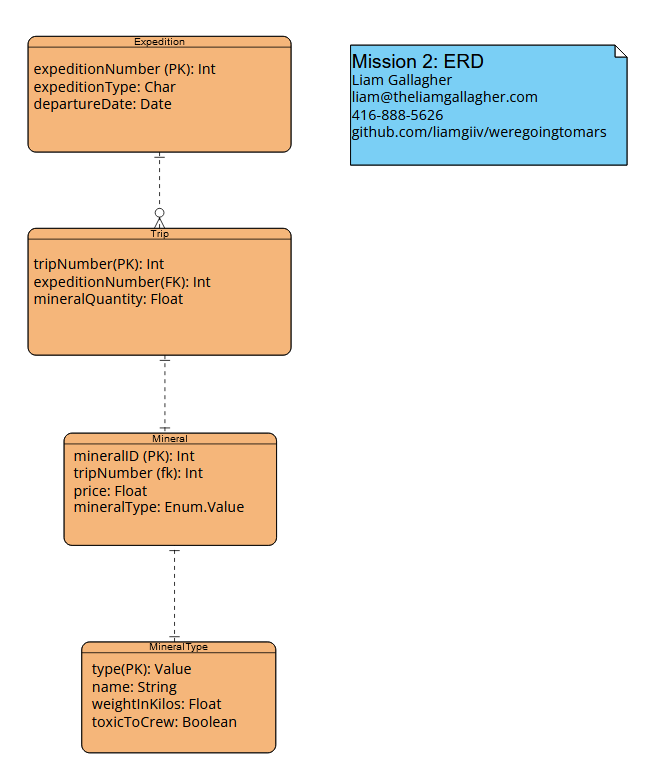 Expedition
expeditionNumber (PK): Int
expeditionType: Char
departureDate: Date
Mission 2: ERD
Liam Gallagher
liam@theliamgallagher.com
416-888-5626
github.com/liamgiiv/weregoingtomars
Trip
tripNumber(PK): Int
expeditionNumber(FK): Int
mineralQuantity: Float
Mineral
mineralID (PK): Int
tripNumber (fk): Int
price: Float
mineralType: Enum.Value
MineralType
type(PK): Value
name: String
weightInKilos: Float
toxicToCrew: Boolean